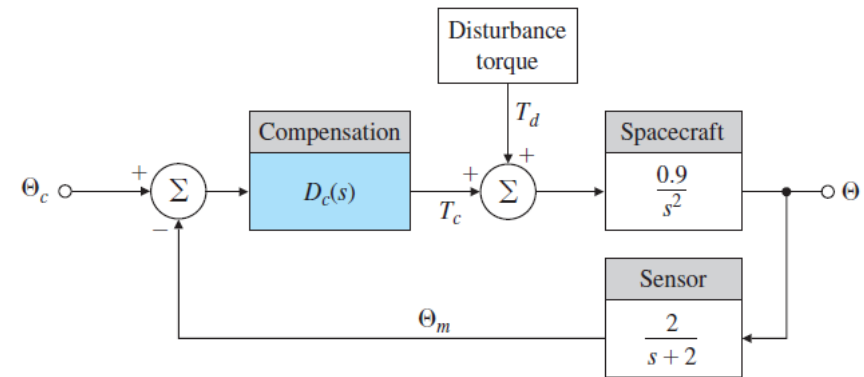 Disturbance
torque
T_d
Compensation
Spacecraft
Θ_c
+
Σ
−
D_c(s)
T_c
+
+
Σ
0.9
s^2
Θ
Sensor
Θ_m
2
s + 2